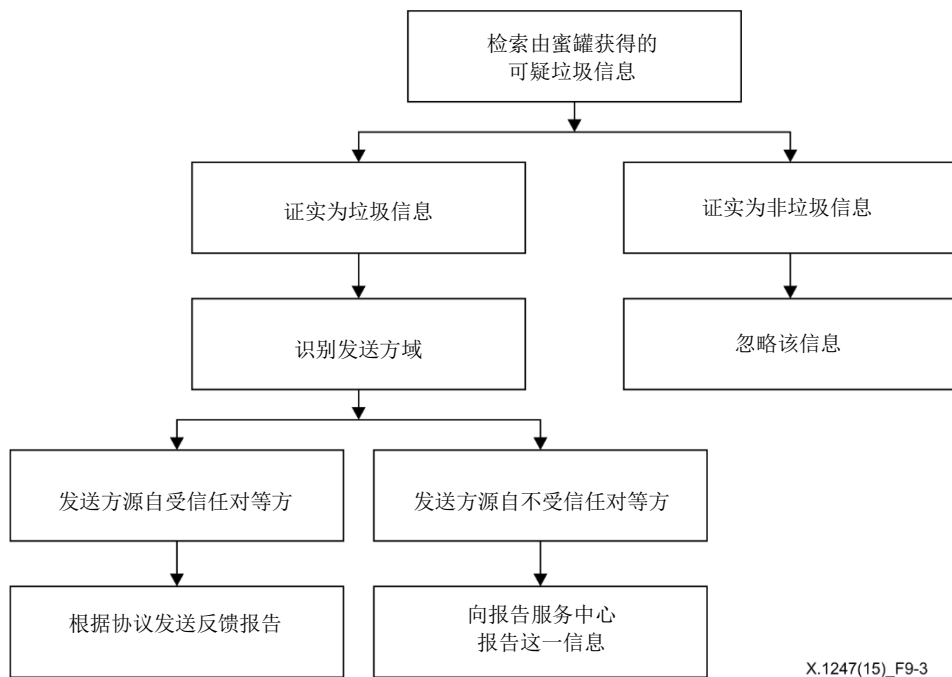 检索由蜜罐获得的
可疑垃圾信息
证实为垃圾信息
证实为非垃圾信息
识别发送方域
忽略该信息
发送方源自受信任对等方
发送方源自不受信任对等方
根据协议发送反馈报告
向报告服务中心
报告这一信息
X.1247(15)_F9-3